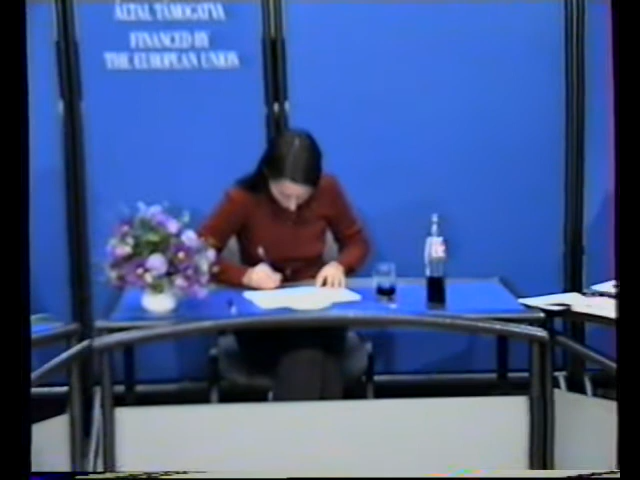 ÁLTAL TÁMOGATVA
FINANCED BY
THE EUROPEAN UNION